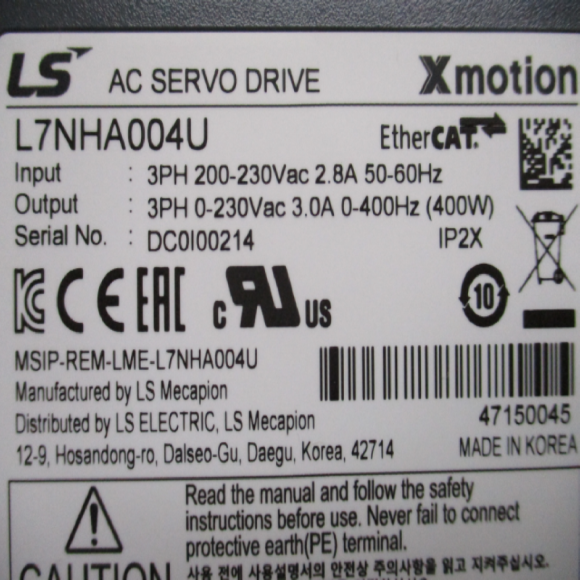 LS AC SERVO DRIVE Xmotion
L7NHA004U EtherCAT.
Input : 3PH 200-230Vac 2.8A 50-60Hz
Output : 3PH 0-230Vac 3.0A 0-400Hz (400W)
Serial No. : DC0I00214 IP2X
KC CE EAC c RU US 10
MSIP-REM-LME-L7NHA004U
Manufactured by LS Mecapion
Distributed by LS ELECTRIC, LS Mecapion 47150045
12-9, Hosandong-ro, Dalseo-Gu, Daegu, Korea, 42714 MADE IN KOREA
Read the manual and follow the safety
instructions before use. Never fail to connect
protective earth(PE) terminal.
CAUTION 사용 전에 사용설명서의 안전상 주의사항을 읽고 지켜주십시오.